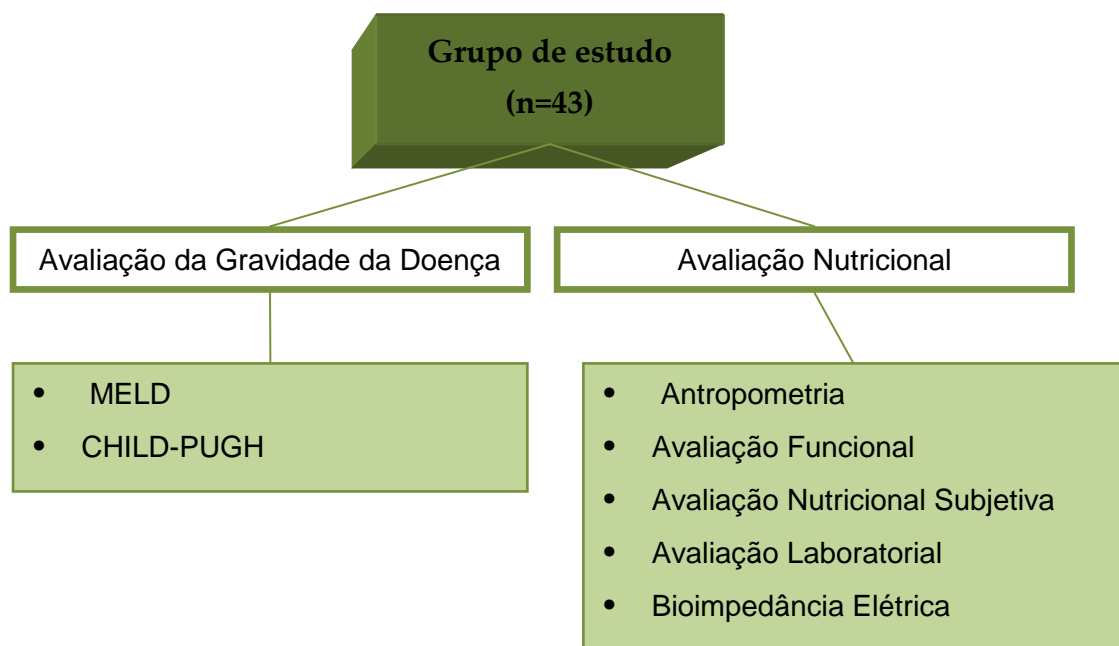 Grupo de estudo
(n=43)
Avaliação da Gravidade da Doença
Avaliação Nutricional
• MELD
• CHILD-PUGH
• Antropometria
• Avaliação Funcional
• Avaliação Nutricional Subjetiva
• Avaliação Laboratorial
• Bioimpedância Elétrica